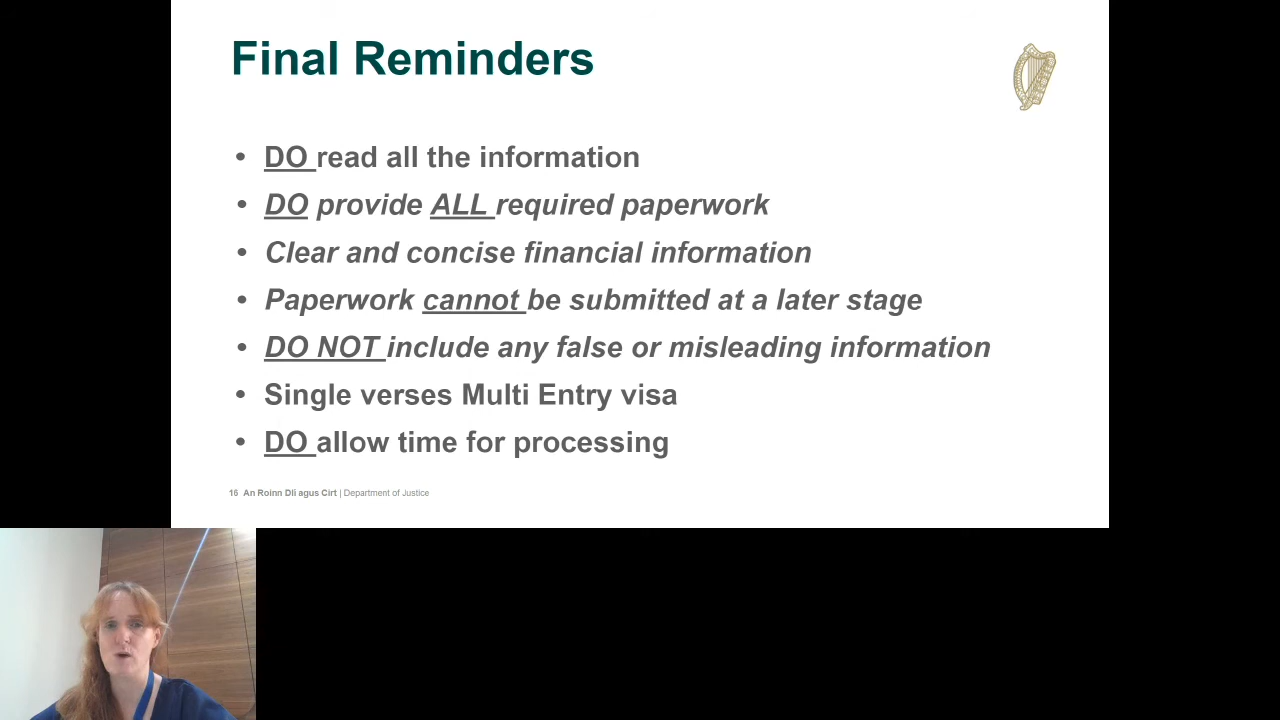 Final Reminders
• DO read all the information
• DO provide ALL required paperwork
• Clear and concise financial information
• Paperwork cannot be submitted at a later stage
• DO NOT include any false or misleading information
• Single verses Multi Entry visa
• DO allow time for processing
16 An Roinn Dlí agus Cirt | Department of Justice